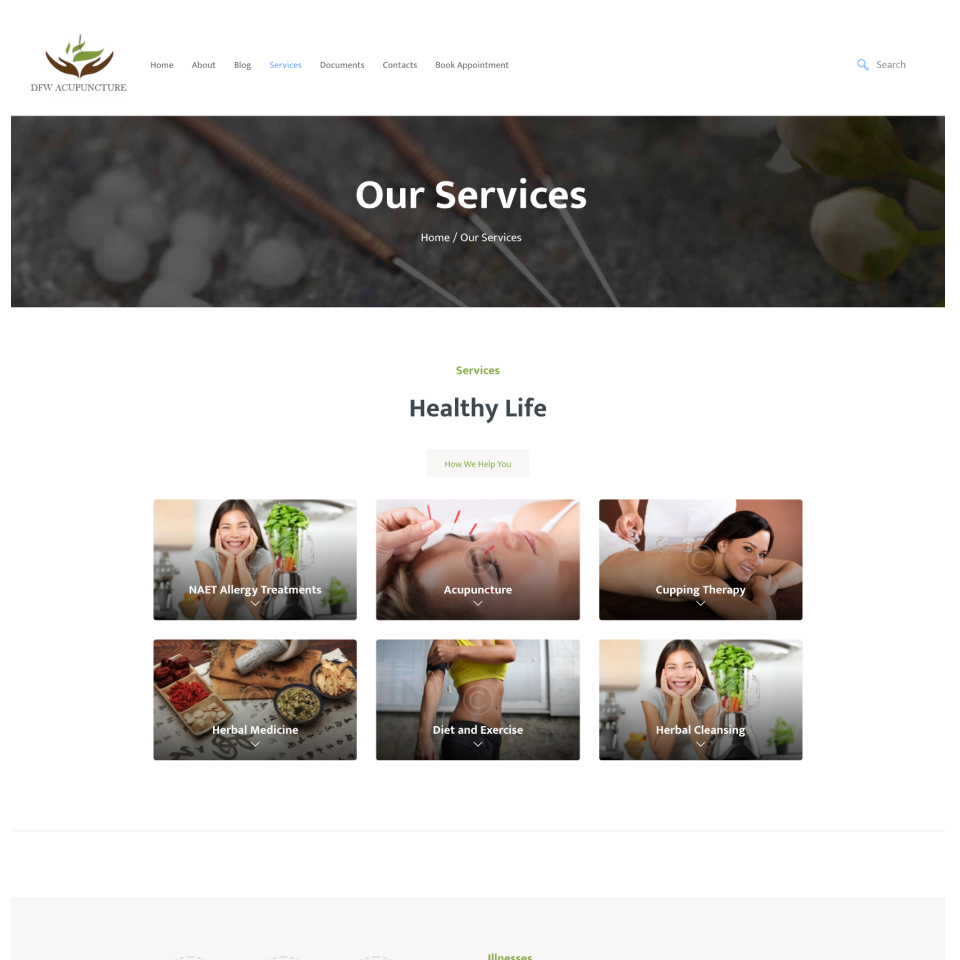 DFW ACUPUNCTURE
Home About Blog Services Documents Contacts Book Appointment
Search
Our Services
Home / Our Services
Services
Healthy Life
How We Help You
NAET Allergy Treatments
Acupuncture
Cupping Therapy
Herbal Medicine
Diet and Exercise
Herbal Cleansing
Illnesses